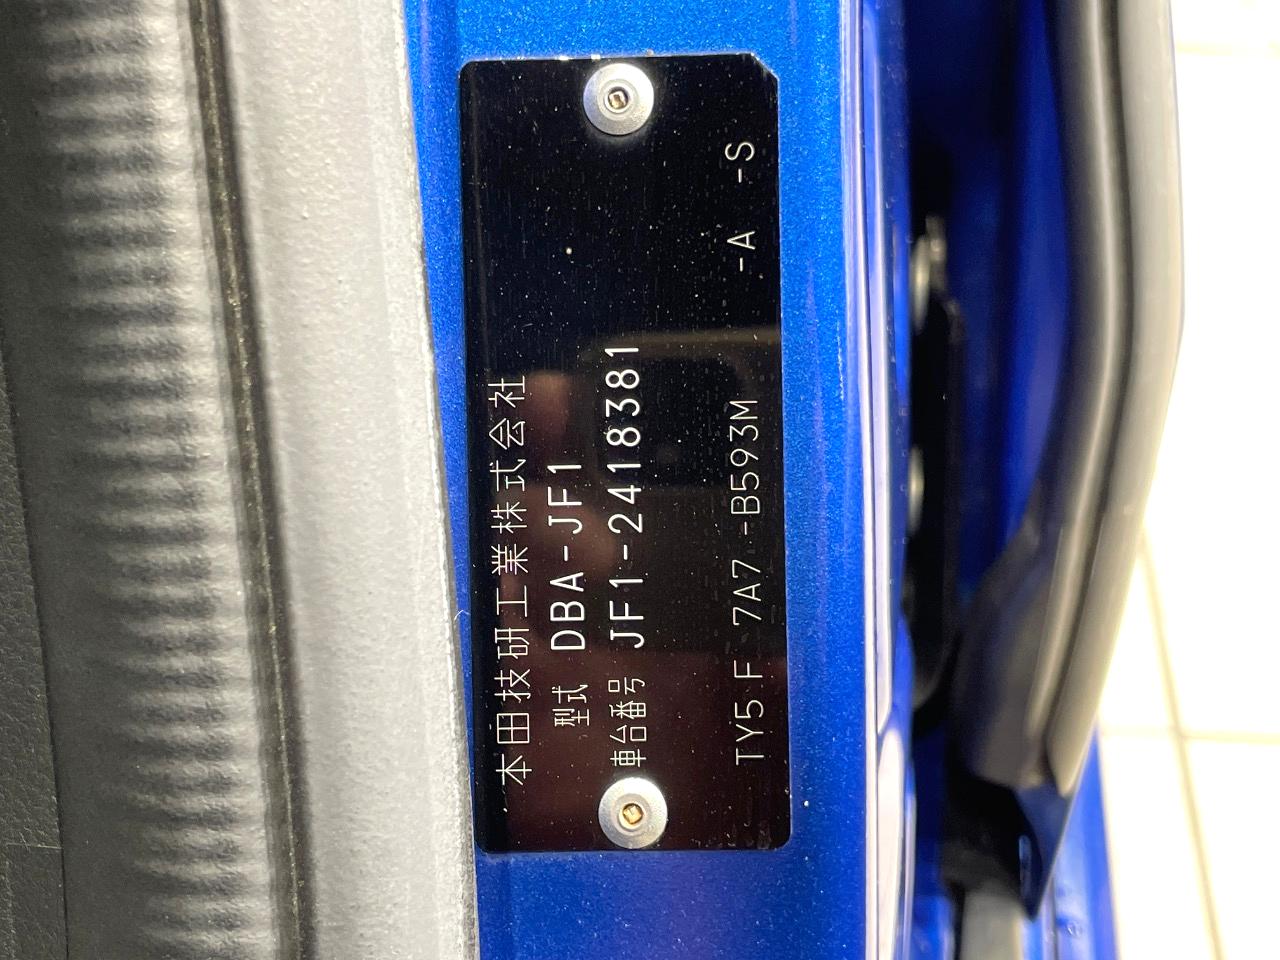 本田技研工業株式会社
型式 DBA-JF1
車台番号 JF1-2418381
TY5 F 7A7 -B593M -A -S